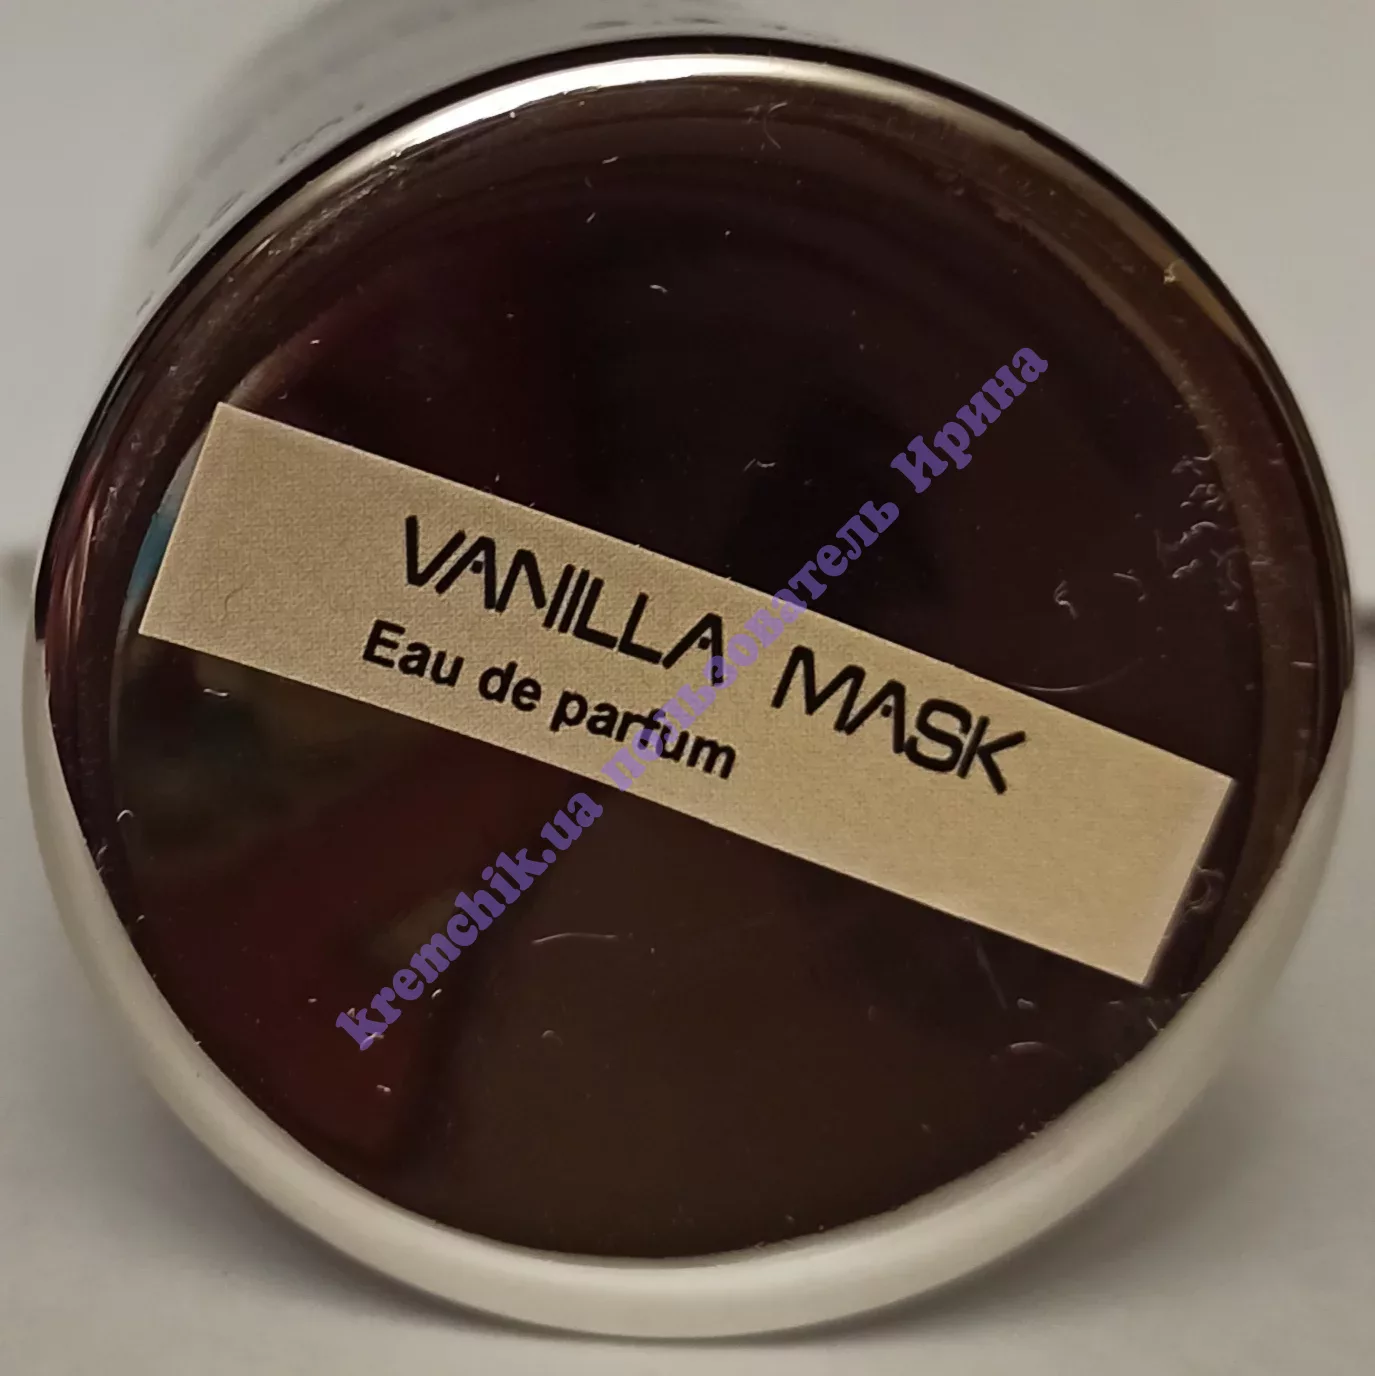 VANILLA MASK
Eau de parfum
kremchik.ua пользователь Ирина